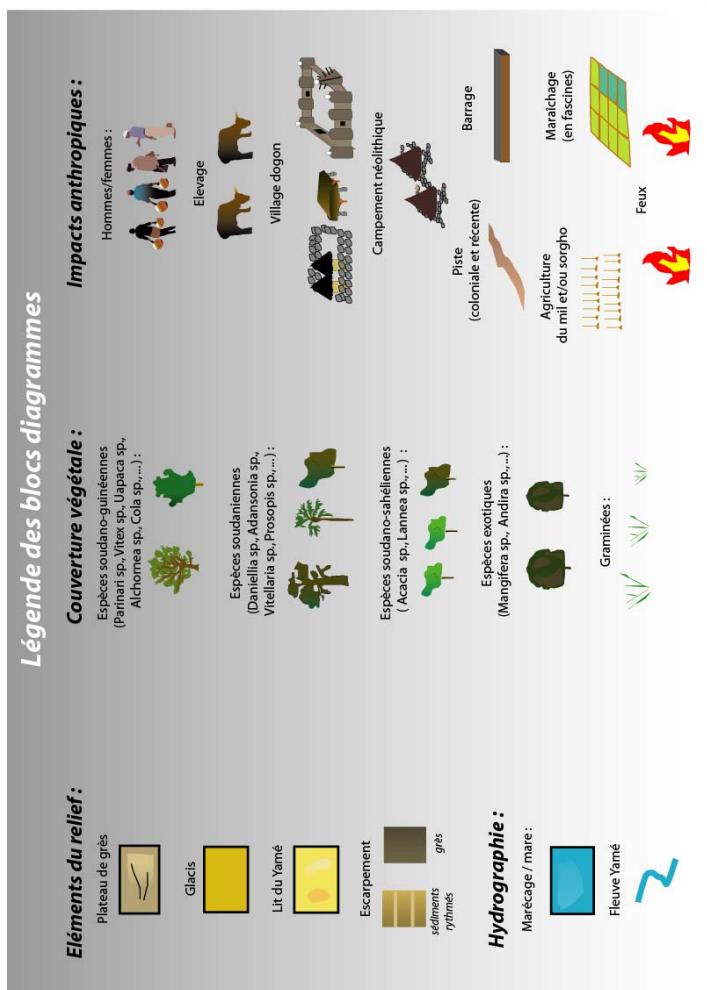 Légende des blocs diagrammes
Eléments du relief :
Plateau de grès
Glacis
Lit du Yamé
Escarpement
sédiments
rythmés
grès
Hydrographie :
Marécage / mare :
Fleuve Yamé
Couverture végétale :
Espèces soudano-guinéennes
(Parinari sp., Vitex sp., Uapaca sp.,
Alchornea sp., Cola sp., ...) :
Espèces soudaniennes
(Daniellia sp., Adansonia sp.,
Vitellaria sp., Prosopis sp., ...) :
Espèces soudano-sahéliennes
( Acacia sp., Lannea sp., ...) :
Espèces exotiques
(Mangifera sp., Andira sp., ...) :
Graminées :
Impacts anthropiques :
Hommes/femmes :
Elevage
Village dogon
Campement néolithique
Piste
(coloniale et récente)
Barrage
Agriculture
du mil et/ou sorgho
Maraîchage
(en fascines)
Feux